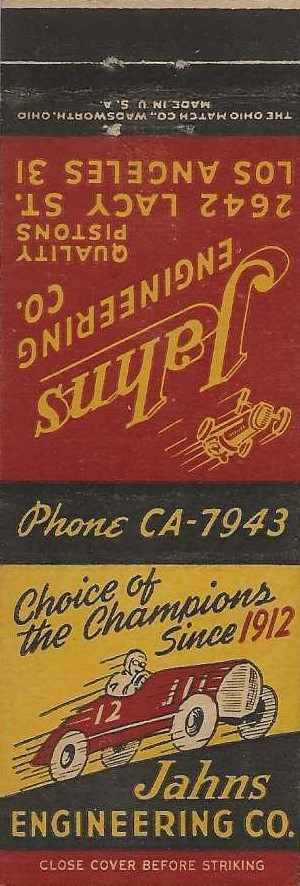 THE OHIO MATCH CO., WADSWORTH, OHIO
MADE IN U.S.A.
Jahns
ENGINEERING CO.
QUALITY
PISTONS
2642 LACY ST.
LOS ANGELES 31
Phone CA-7943
Choice of
the Champions
Since 1912
12
Jahns
ENGINEERING CO.
CLOSE COVER BEFORE STRIKING